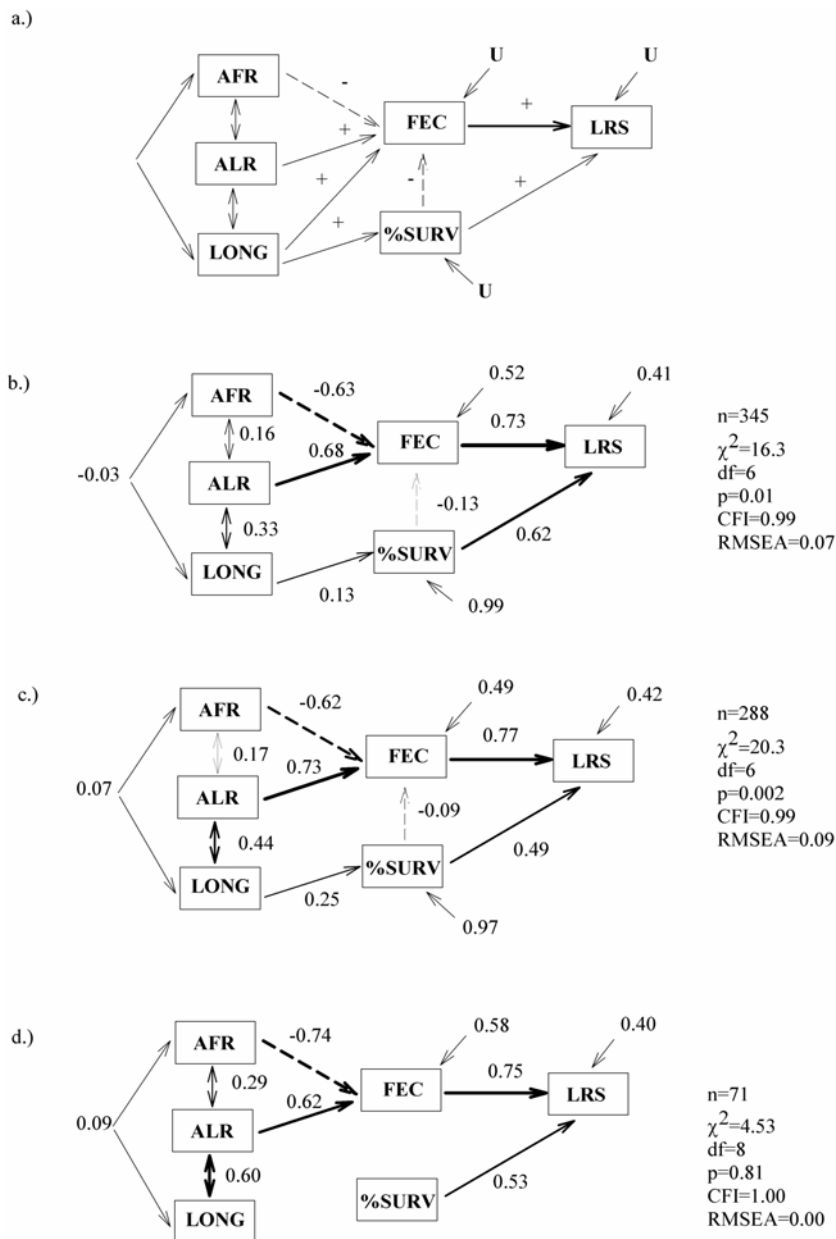 a.)
U
U
AFR
-
+
FEC
LRS
+
ALR
+
-
+
+
%SURV
LONG
U
b.)
0.52
0.41
AFR
-0.63
0.73
n=345
0.16
FEC
LRS
χ²=16.3
-0.03
0.68
df=6
ALR
-0.13
p=0.01
0.33
0.62
CFI=0.99
%SURV
RMSEA=0.07
LONG
0.13
0.99
c.)
0.49
0.42
AFR
-0.62
n=288
0.77
0.17
FEC
LRS
χ²=20.3
0.07
0.73
df=6
ALR
-0.09
p=0.002
0.44
0.49
CFI=0.99
%SURV
RMSEA=0.09
LONG
0.25
0.97
d.)
0.58
0.40
AFR
-0.74
0.75
0.29
FEC
LRS
n=71
0.09
0.62
ALR
χ²=4.53
df=8
0.60
0.53
p=0.81
%SURV
CFI=1.00
LONG
RMSEA=0.00